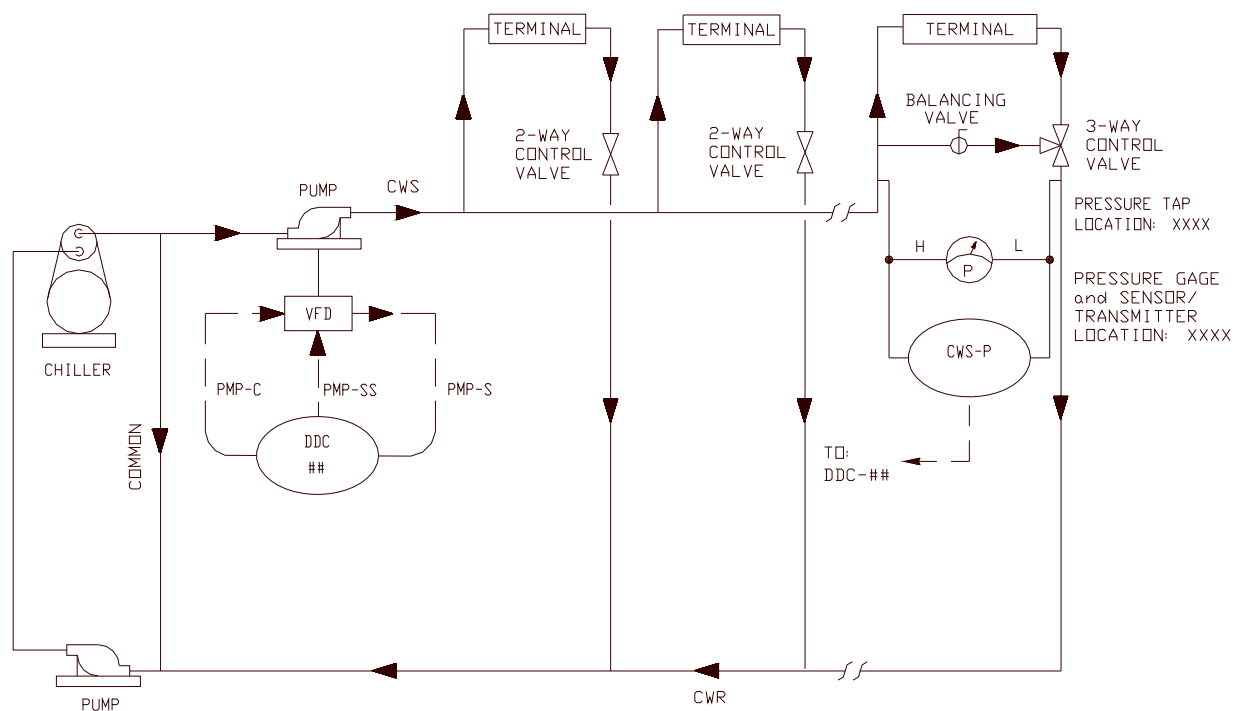 TERMINAL
TERMINAL
TERMINAL
BALANCING
VALVE
2-WAY
CONTROL
VALVE
2-WAY
CONTROL
VALVE
3-WAY
CONTROL
VALVE
PUMP
CWS
PRESSURE TAP
LOCATION: XXXX
H
L
P
PRESSURE GAGE
and SENSOR/
TRANSMITTER
LOCATION: XXXX
VFD
CWS-P
CHILLER
PMP-C
PMP-SS
PMP-S
COMMON
DDC
##
TO:
DDC-##
CWR
PUMP